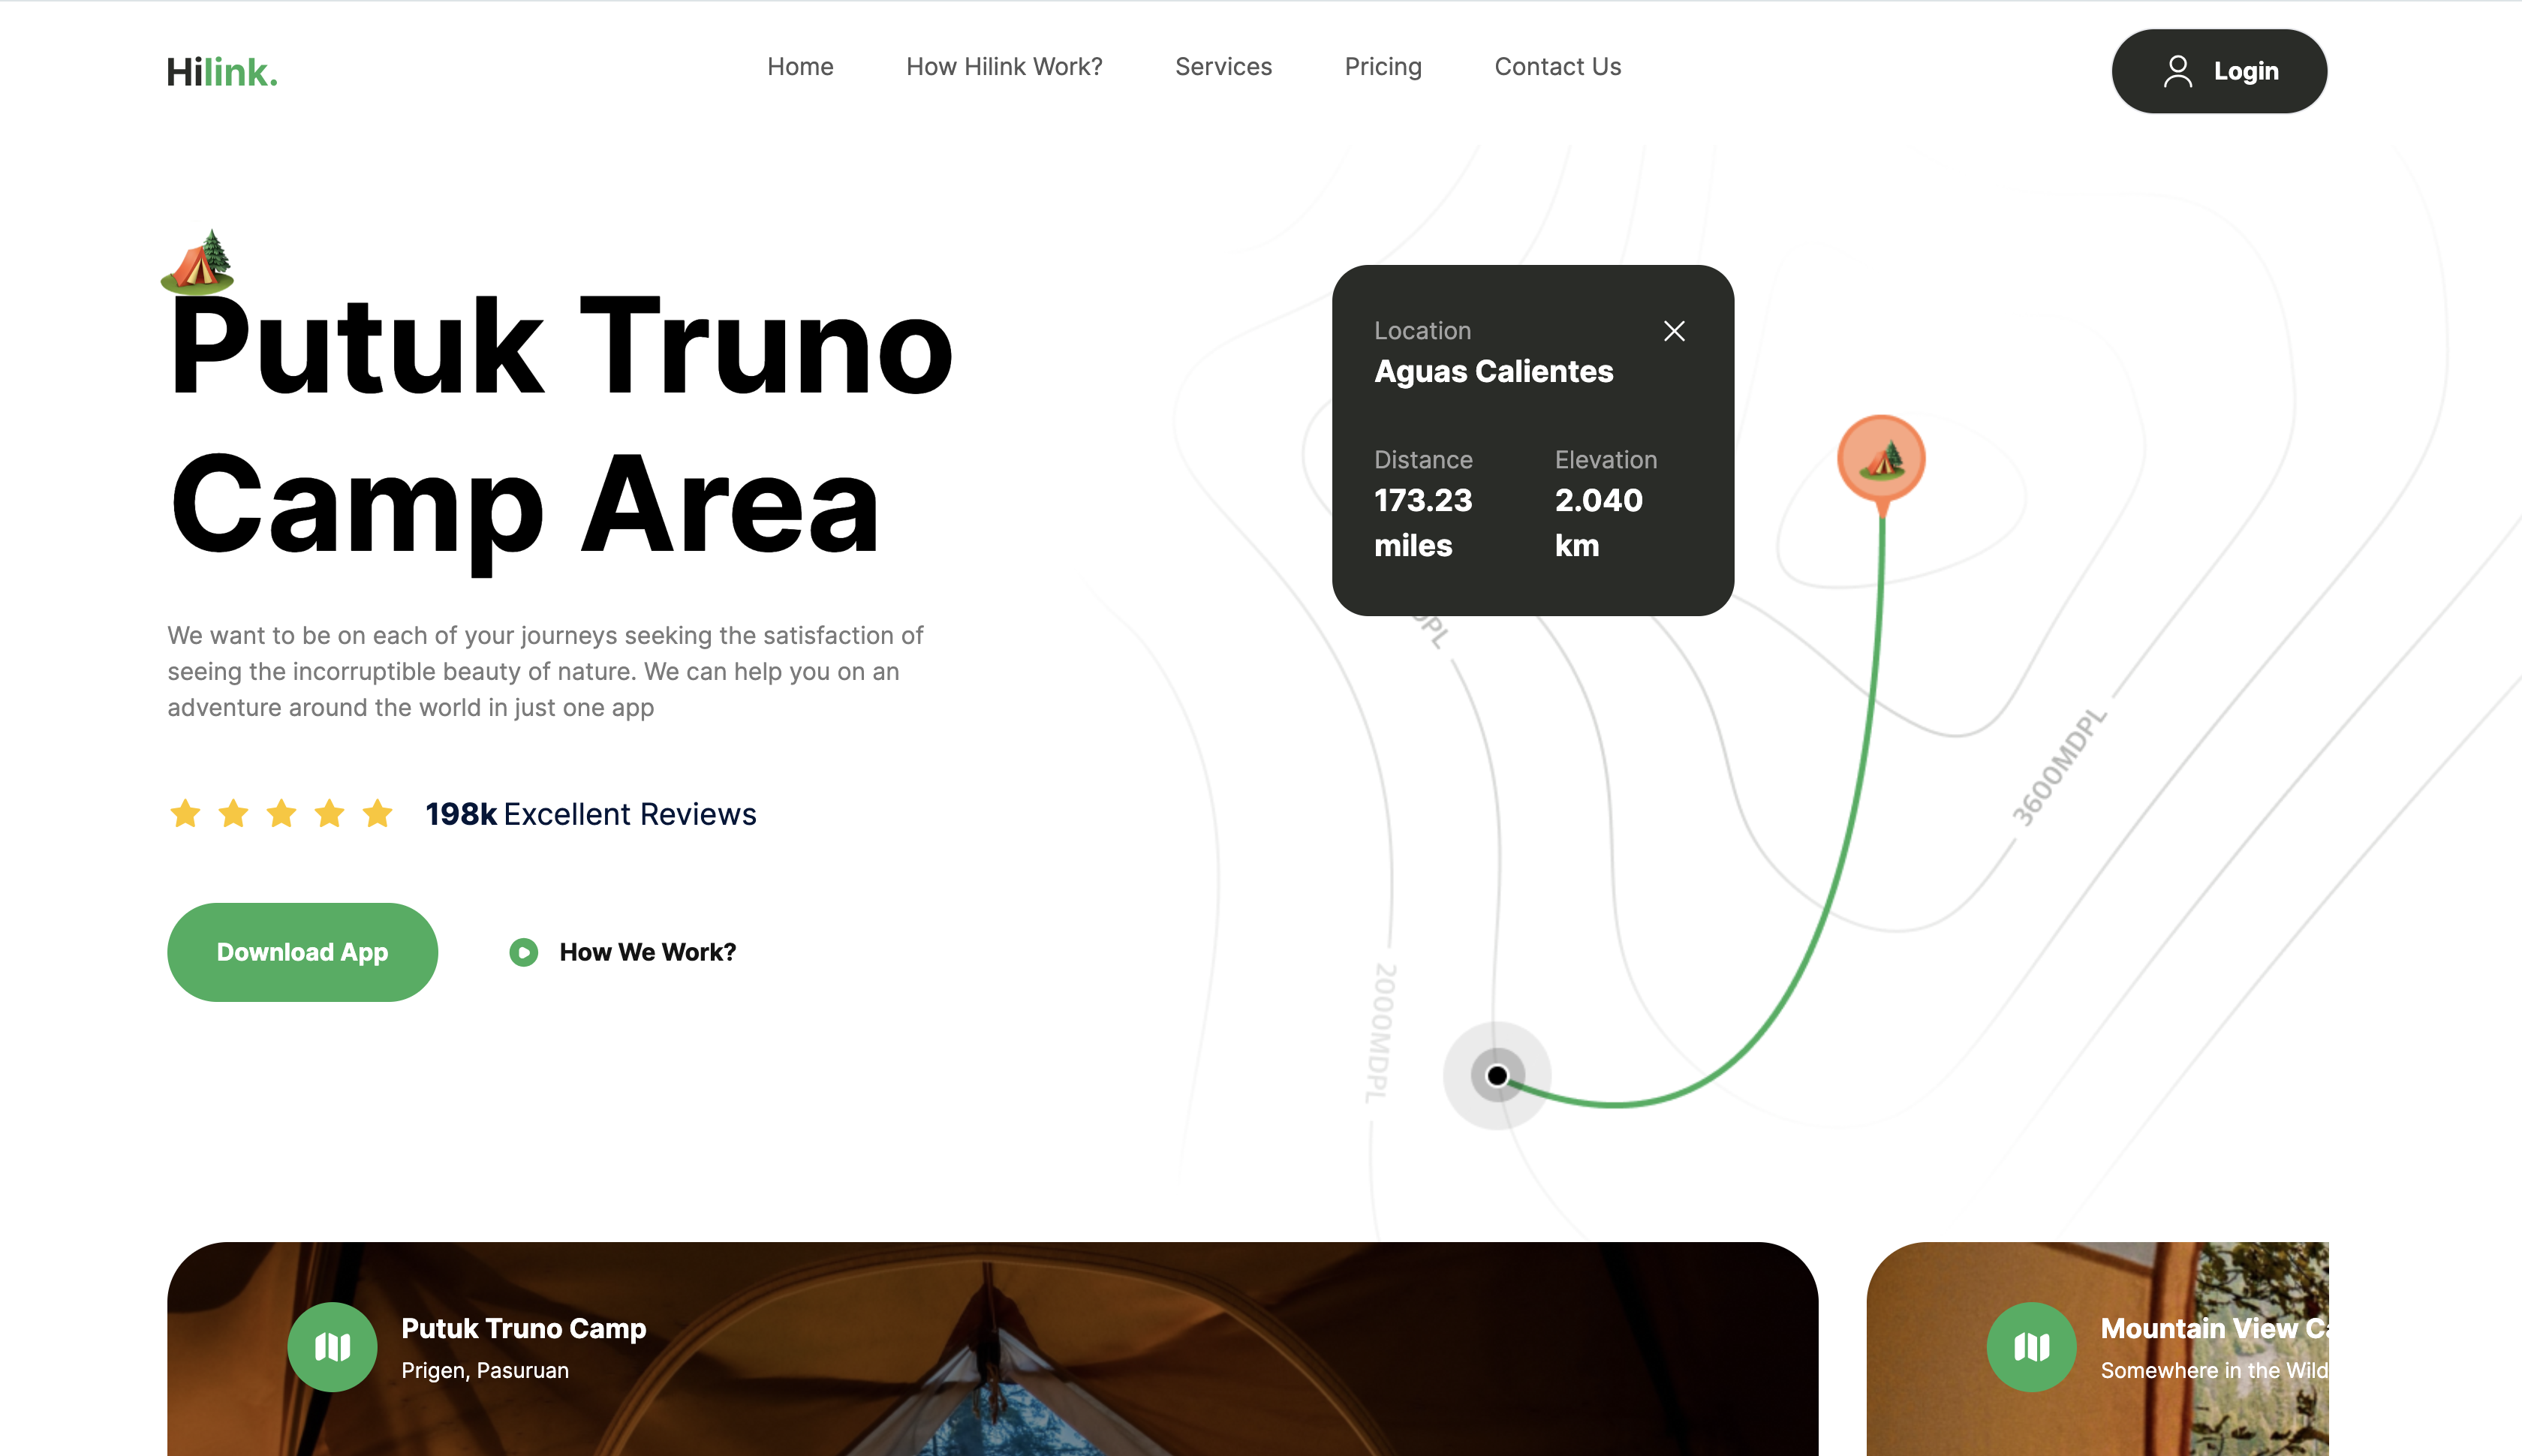 Hilink.
Home
How Hilink Work?
Services
Pricing
Contact Us
Login
Putuk Truno
Camp Area
We want to be on each of your journeys seeking the satisfaction of
seeing the incorruptible beauty of nature. We can help you on an
adventure around the world in just one app
198k Excellent Reviews
Download App
How We Work?
Location
Aguas Calientes
Distance
173.23
miles
Elevation
2.040
km
3600MDPL
2000MDPL
Putuk Truno Camp
Prigen, Pasuruan
Mountain View
Somewhere in the Wild